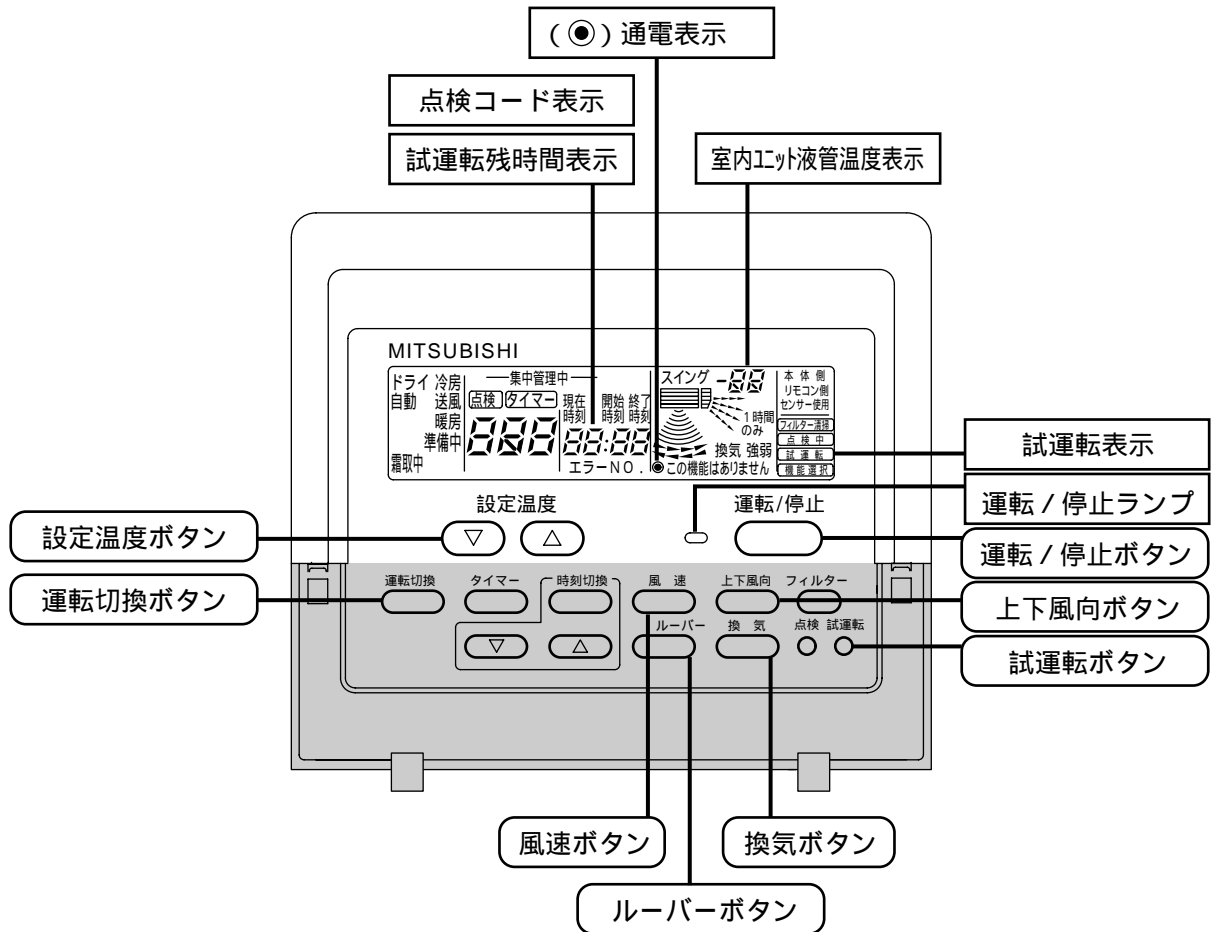 (◉)通電表示
点検コード表示
試運転残時間表示
室内ユニット液管温度表示
MITSUBISHI
ドライ 冷房
自動 送風
暖房
準備中
霜取中
集中管理中
点検 タイマー
888
現在時刻 開始時刻 終了時刻
88:88
エラーNO.
スイング
-88
1時間のみ
換気 強弱
◉この機能はありません
本体側
リモコン側
センサー使用
フィルター清掃
点検中
試運転
機能選択
試運転表示
運転/停止ランプ
設定温度
▽ △
運転/停止
設定温度ボタン
運転/停止ボタン
運転切換ボタン
運転切換 タイマー 時刻切換 風速 上下風向 フィルター
上下風向ボタン
▽ △
ルーバー 換気 点検 試運転
試運転ボタン
風速ボタン
換気ボタン
ルーバーボタン